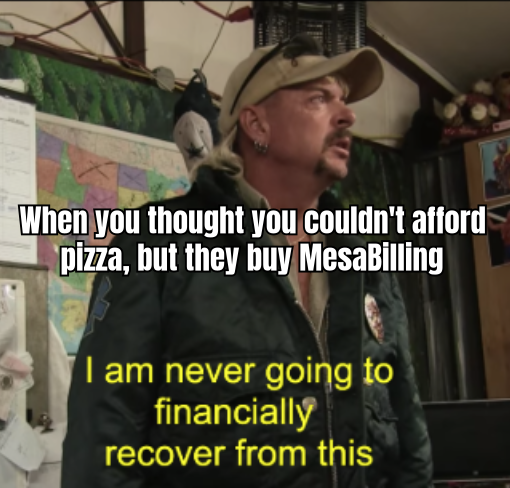 When you thought you couldn't afford
pizza, but they buy MesaBilling
I am never going to
financially
recover from this